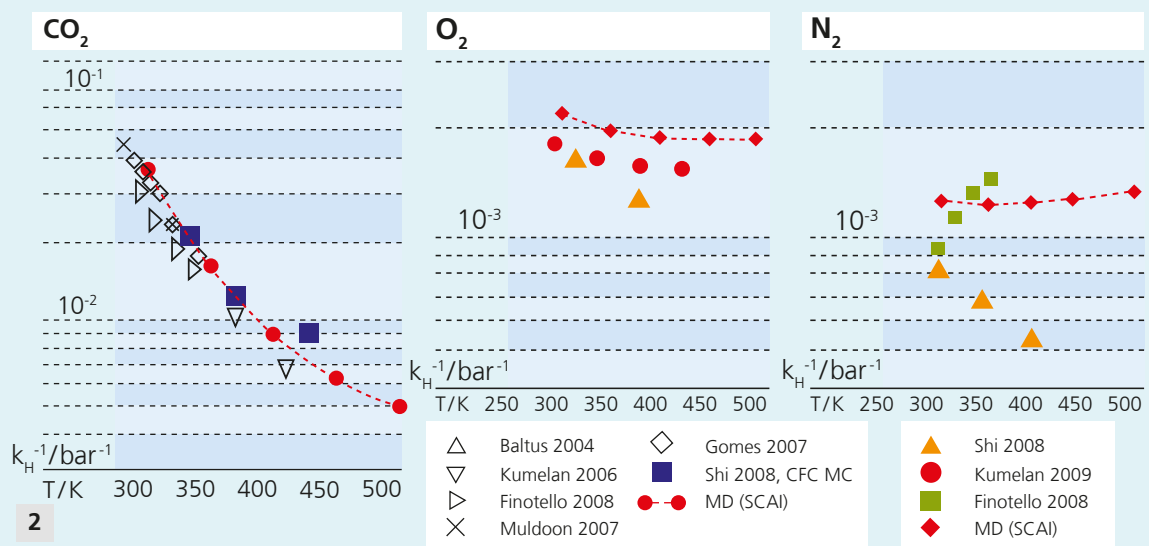 CO₂
10⁻¹
10⁻²
k_H⁻¹/bar⁻¹
T/K 300 350 400 450 500
2
O₂
10⁻³
k_H⁻¹/bar⁻¹
T/K 250 300 350 400 450 500
N₂
10⁻³
k_H⁻¹/bar⁻¹
T/K 250 300 350 400 450 500
Baltus 2004
Kumelan 2006
Finotello 2008
Muldoon 2007
Gomes 2007
Shi 2008, CFC MC
MD (SCAI)
Shi 2008
Kumelan 2009
Finotello 2008
MD (SCAI)